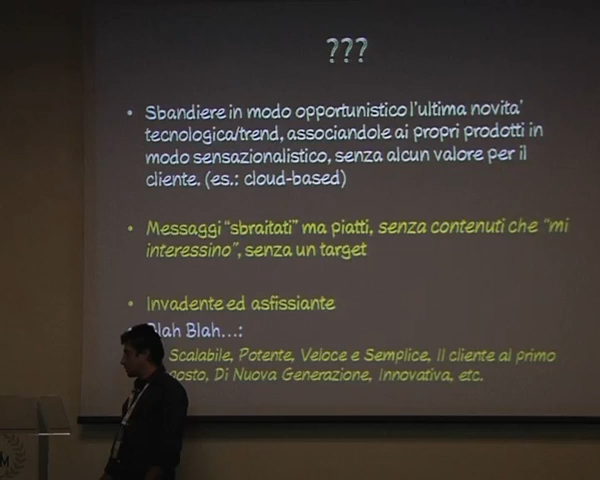 ???
• Sbandiere in modo opportunistico l'ultima novita'
tecnologica/trend, associandole ai propri prodotti in
modo sensazionalistico, senza alcun valore per il
cliente. (es.: cloud-based)
• Messaggi "sbraitati" ma piatti, senza contenuti che "mi
interessino", senza un target
• Invadente ed asfissiante
Blah Blah...:
Scalabile, Potente, Veloce e Semplice, Il cliente al primo
posto, Di Nuova Generazione, Innovativa, etc.
M